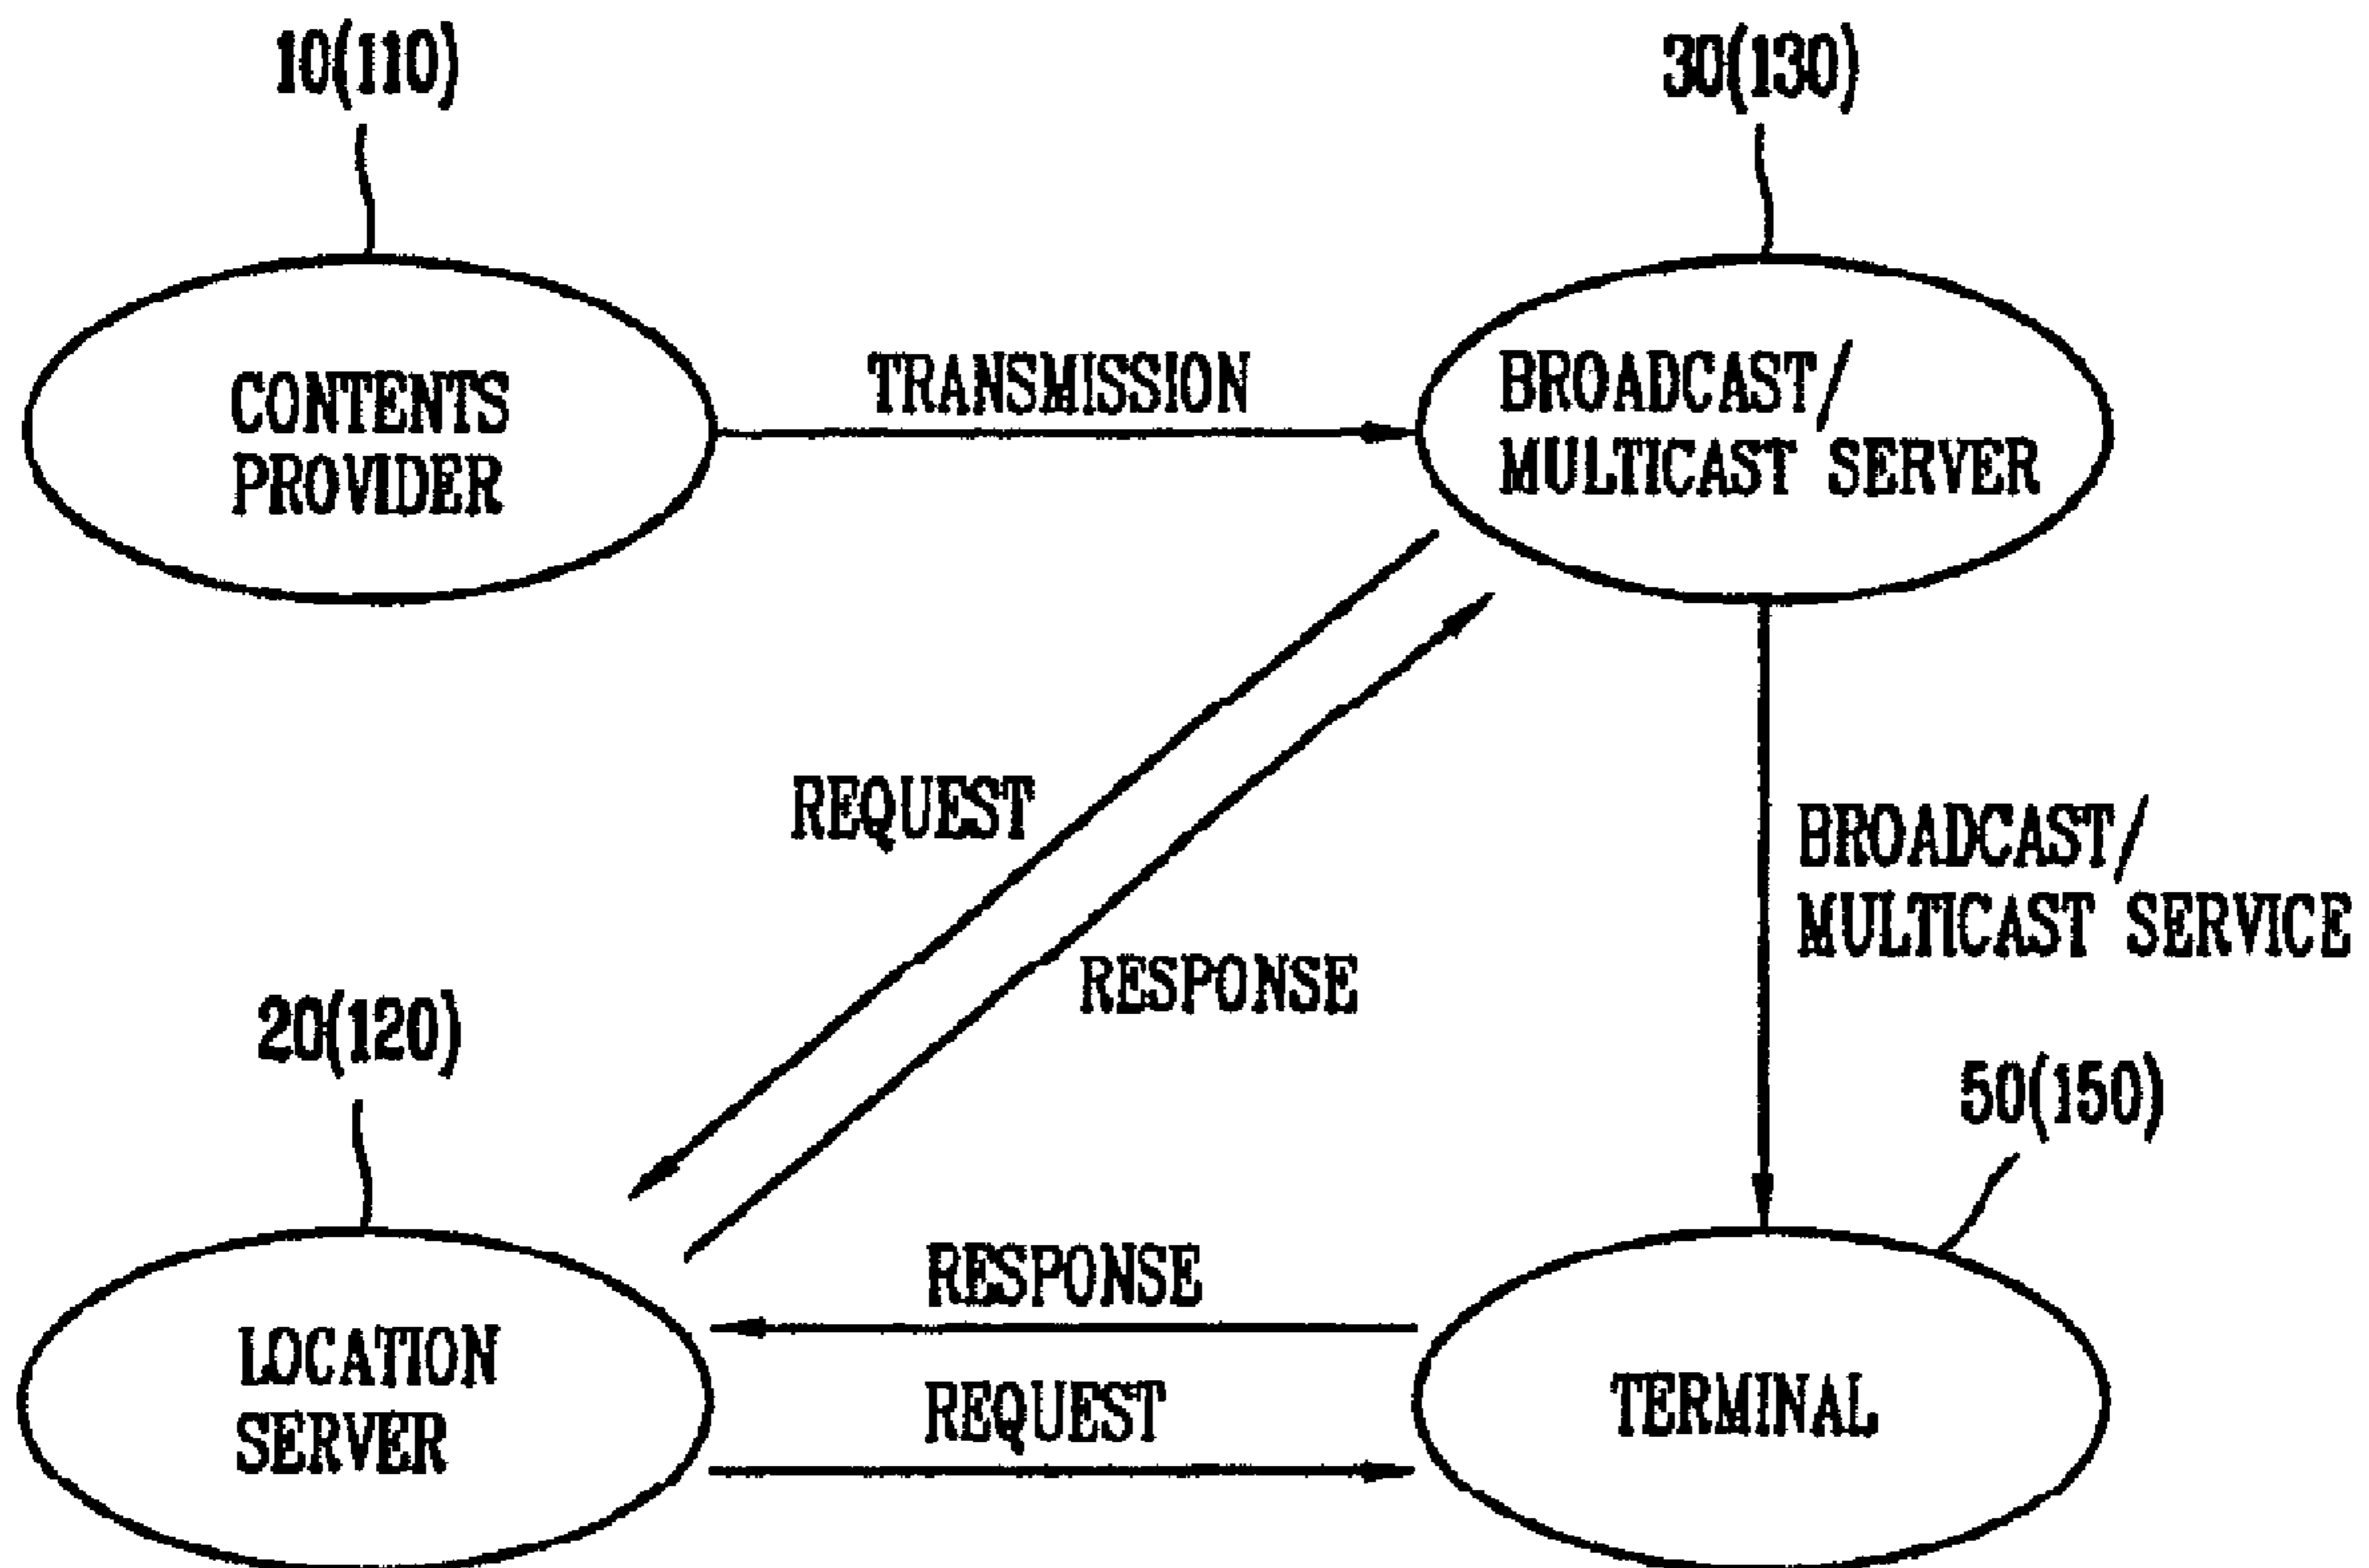 10(110)
30(130)
CONTENTS
PROVIDER
TRANSMISSION
BROADCAST/
MULTICAST SERVER
REQUEST
RESPONSE
BROADCAST/
MULTICAST SERVICE
20(120)
50(150)
LOCATION
SERVER
RESPONSE
REQUEST
TERMINAL